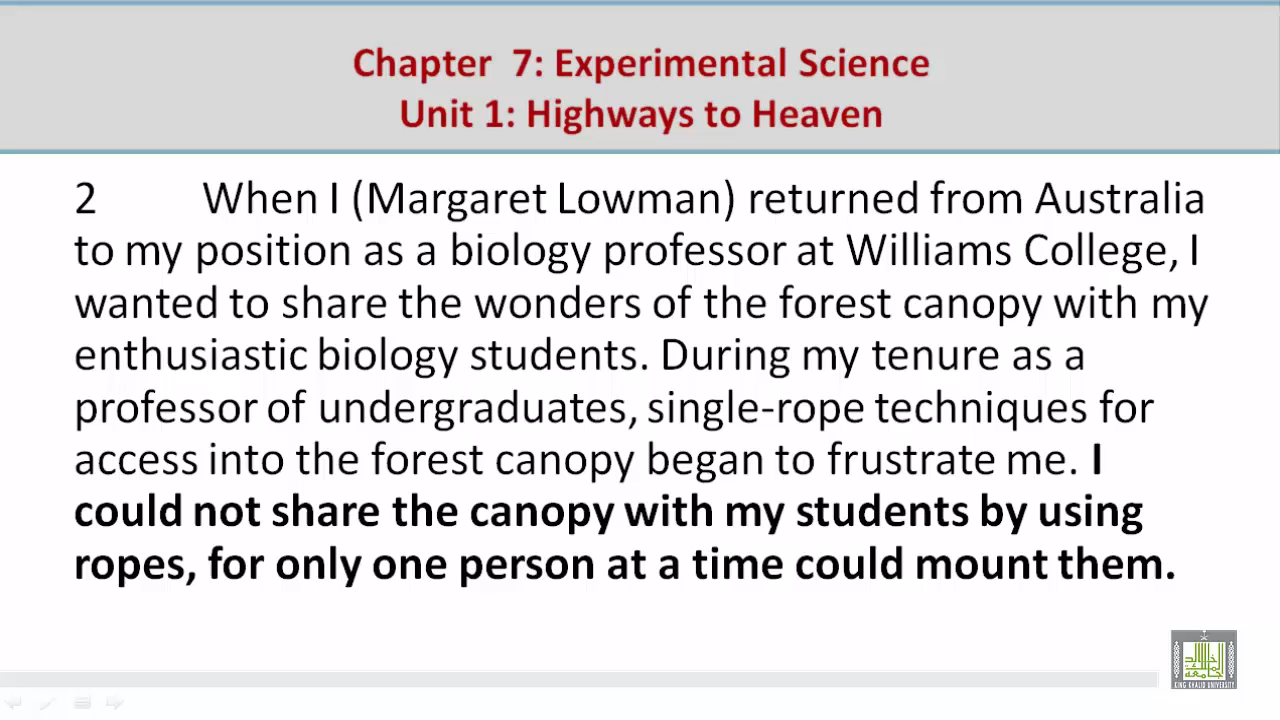 Chapter 7: Experimental Science
Unit 1: Highways to Heaven
2 When I (Margaret Lowman) returned from Australia
to my position as a biology professor at Williams College, I
wanted to share the wonders of the forest canopy with my
enthusiastic biology students. During my tenure as a
professor of undergraduates, single-rope techniques for
access into the forest canopy began to frustrate me. I
could not share the canopy with my students by using
ropes, for only one person at a time could mount them.
KING KHALID UNIVERSITY